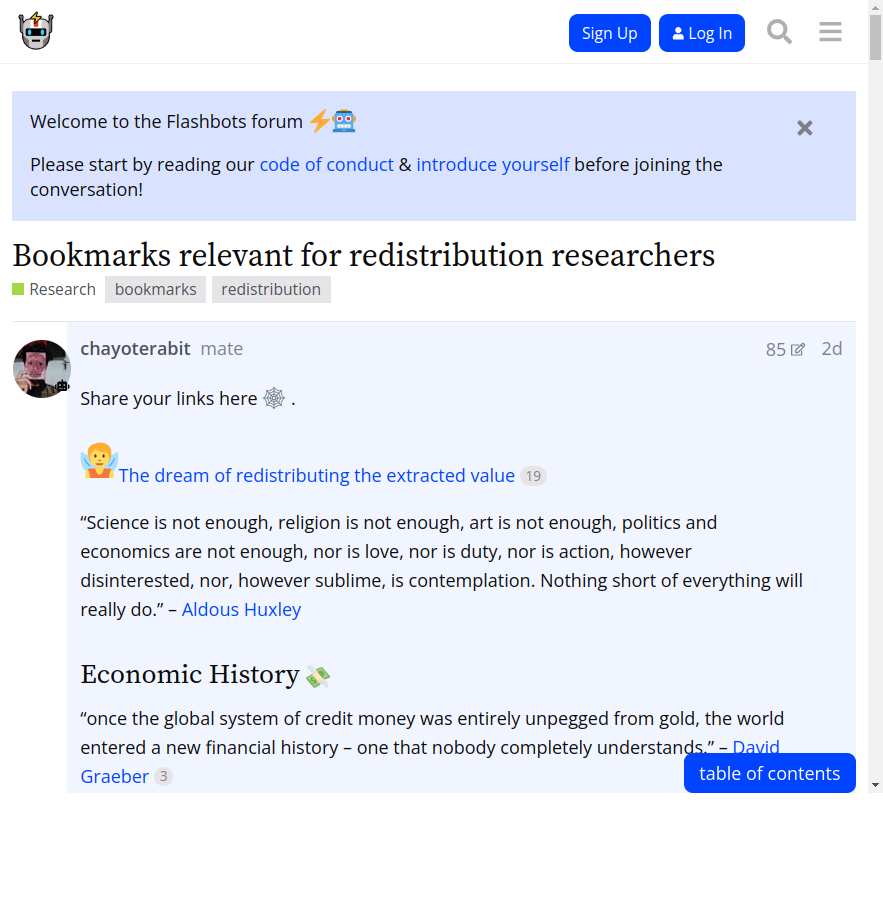 Sign Up
Log In
Welcome to the Flashbots forum
Please start by reading our code of conduct & introduce yourself before joining the
conversation!
Bookmarks relevant for redistribution researchers
Research bookmarks redistribution
chayoterabit mate 85 2d
Share your links here .
The dream of redistributing the extracted value 19
“Science is not enough, religion is not enough, art is not enough, politics and
economics are not enough, nor is love, nor is duty, nor is action, however
disinterested, nor, however sublime, is contemplation. Nothing short of everything will
really do.” – Aldous Huxley
Economic History
“once the global system of credit money was entirely unpegged from gold, the world
entered a new financial history – one that nobody completely understands.” – David
Graeber 3
table of contents